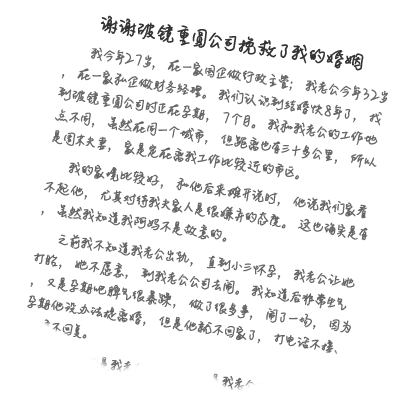 谢谢破镜重圆公司挽救了我的婚姻
我今年27岁，在一家国企做行政主管；我老公今年32岁
，在一家私企做财务经理。我们认识到结婚快8年了，找
到破镜重圆公司时正在孕期，7个月。我和我老公的工作地
点不同，虽然在同一个城市，但距离也有三十多公里，所以
是周末夫妻，家是安在离我工作比较近的市区。
我的家境比较好，和他后来摊开说时，他说我们家看
不起他，尤其对待我夫家人是很嫌弃的态度。这也确实是有
，虽然我知道我阿妈不是故意的。
之前我不知道我老公出轨，直到小三怀孕，我老公让她
打胎，她不愿意，到我老公公司去闹。我知道后非常生气
，又是孕期吧脾气很暴躁，做了很多事，闹了一场，因为
孕期他没办法提离婚，但是他就不回家了，打电话不接、
不回复。
是我老
是我老公